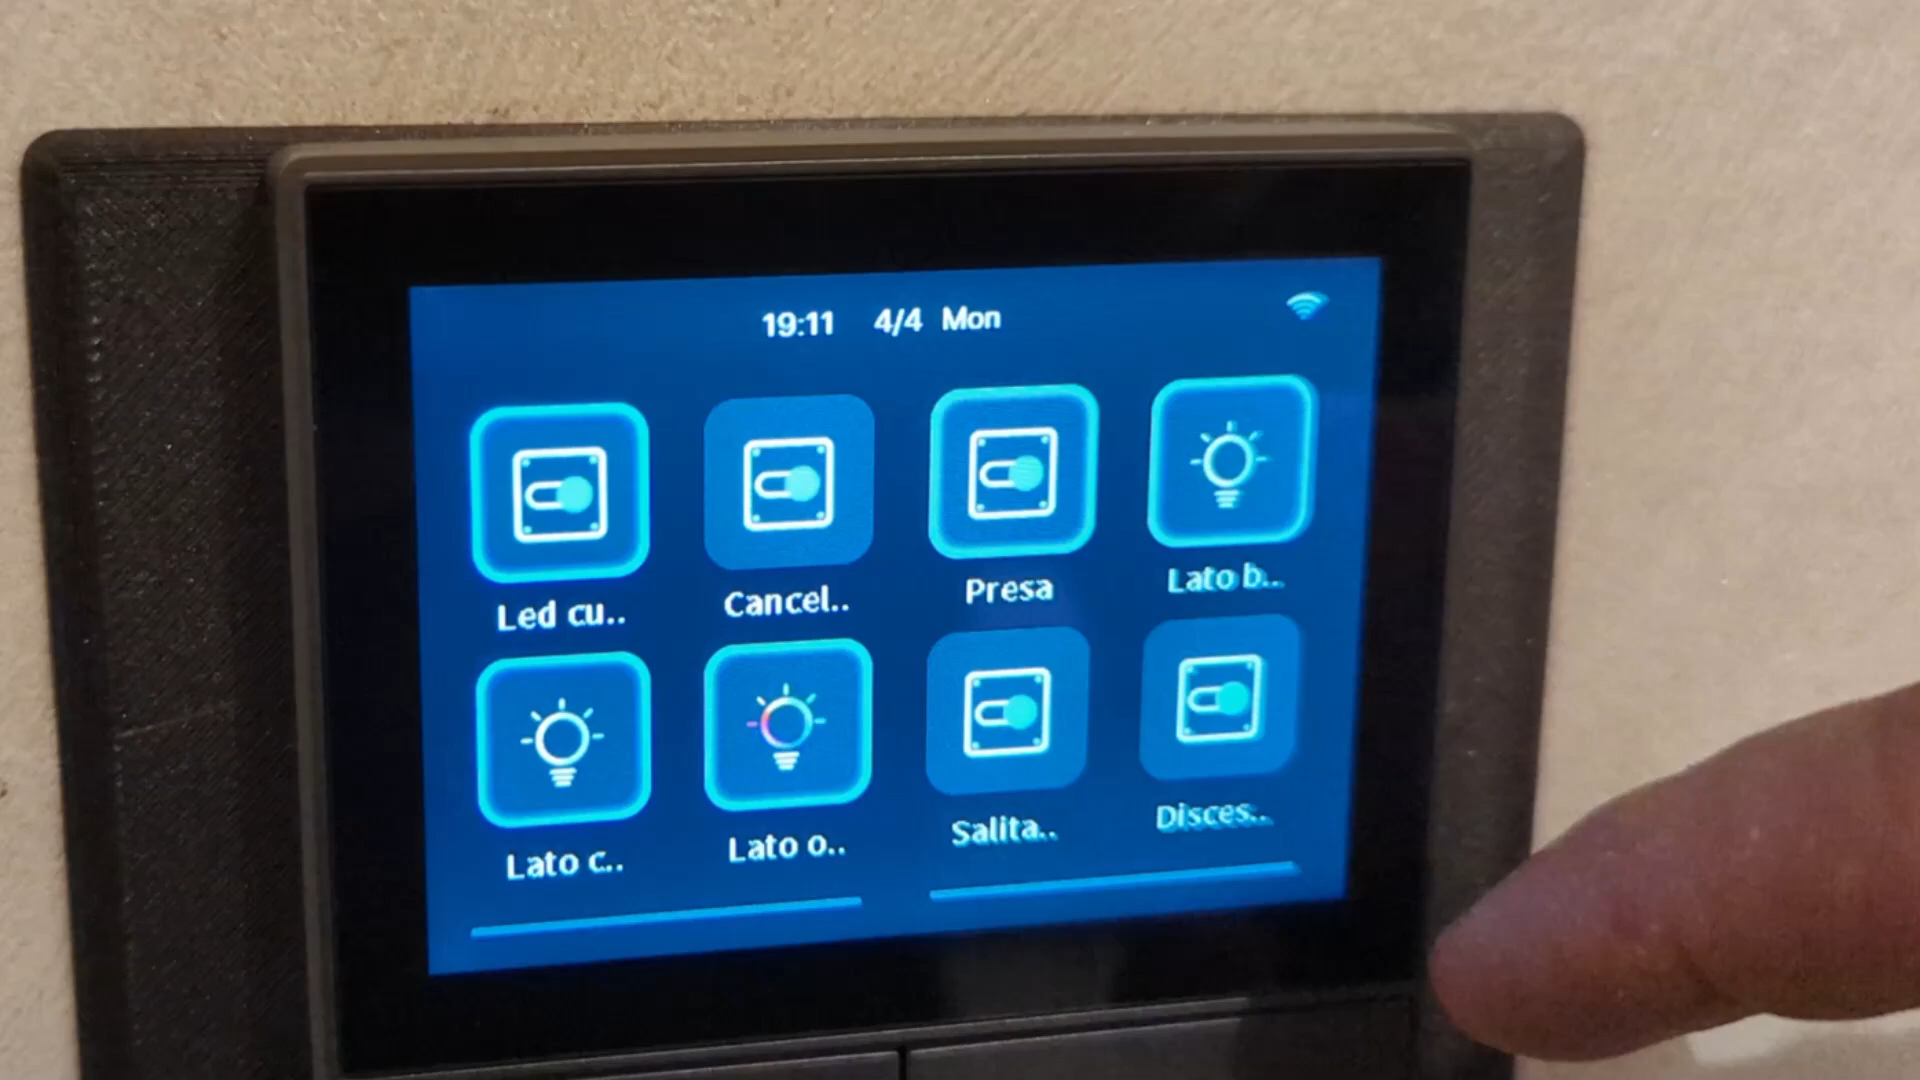 19:11 4/4 Mon
Led cu.. Cancel.. Presa Lato b..
Lato c.. Lato o.. Salita.. Disces..